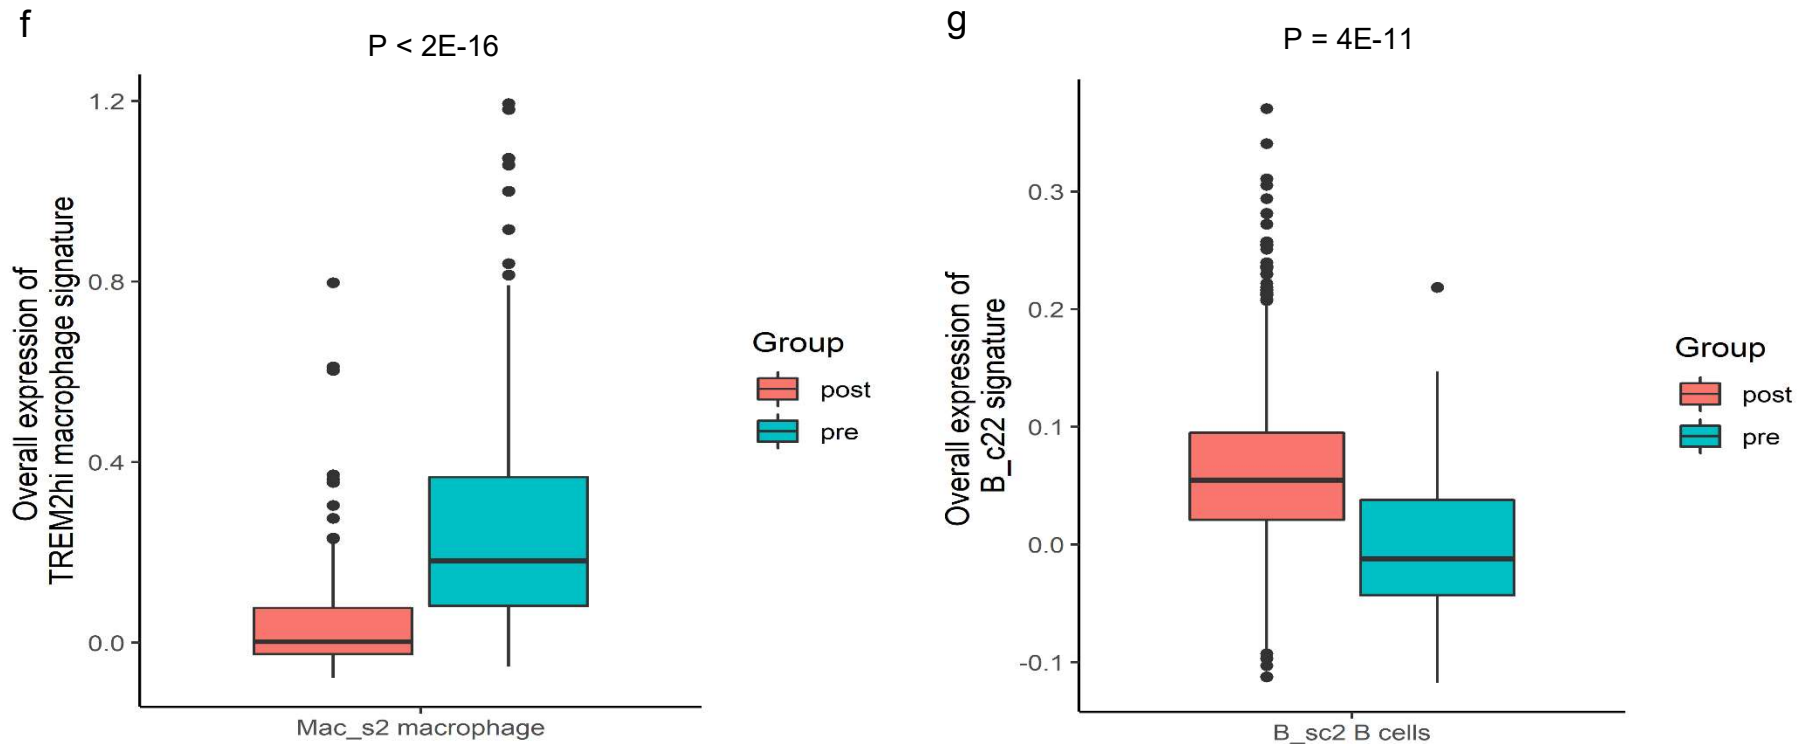 f
P < 2E-16
Overall expression of
TREM2hi macrophage signature
1.2
0.8
0.4
0.0
Mac_s2 macrophage
Group
post
pre
g
P = 4E-11
Overall expression of
B_c22 signature
0.3
0.2
0.1
0.0
-0.1
B_sc2 B cells
Group
post
pre